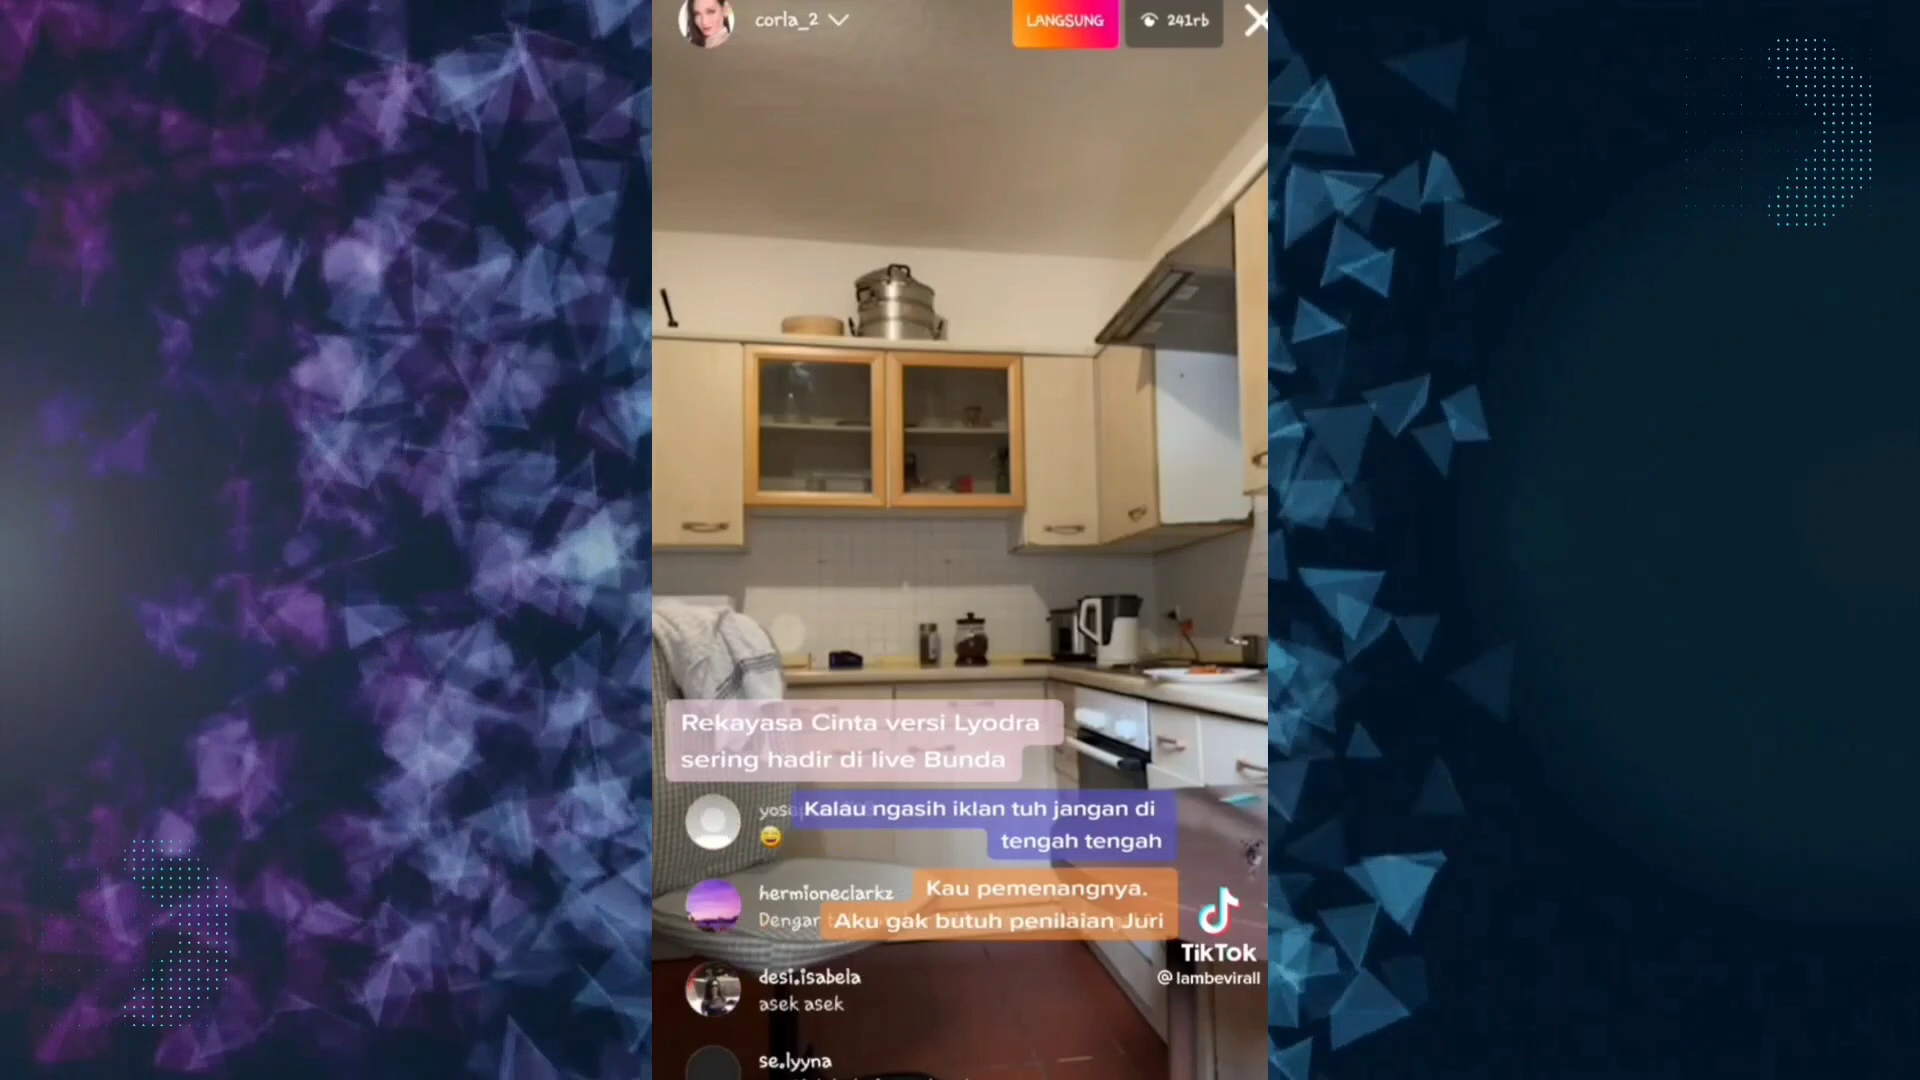 corla_2
LANGSUNG
241rb
Rekayasa Cinta versi Lyodra
sering hadir di live Bunda
Kalau ngasih iklan tuh jangan di
tengah tengah
hermioneclarkz
Kau pemenangnya.
Dengar
Aku gak butuh penilaian Juri
TikTok
@lambevirall
desi.isabela
asek asek
se.lyyna